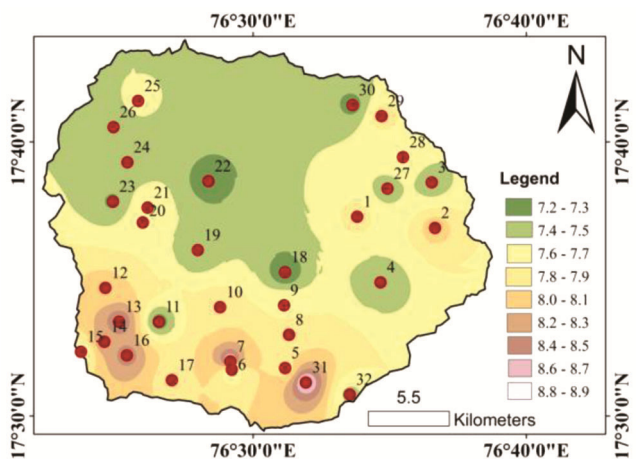 76°30'0"E 76°40'0"E
N
17°40'0"N 17°40'0"N
25
30
29
26
28
24
22
27
3
23
21
20
1
2
19
18
4
12
9
10
13
11
8
14
15
16
7
6
5
17
31
32
Legend
7.2 - 7.3
7.4 - 7.5
7.6 - 7.7
7.8 - 7.9
8.0 - 8.1
8.2 - 8.3
8.4 - 8.5
8.6 - 8.7
8.8 - 8.9
5.5
Kilometers
17°30'0"N 17°30'0"N
76°30'0"E 76°40'0"E